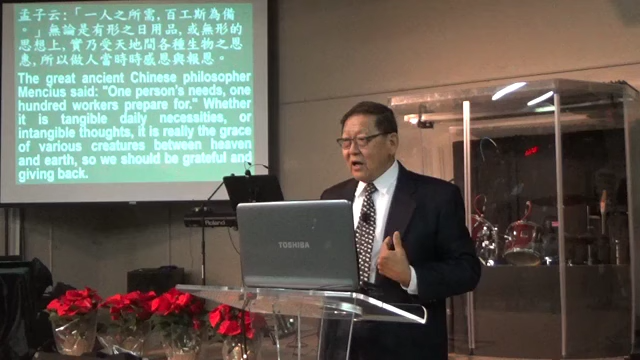 孟子云:「一人之所需, 百工斯為備
。」無論是有形之日用品, 或無形的
思想上, 實乃受天地間各種生物之恩
惠, 所以做人當時時感恩與報恩。
The great ancient Chinese philosopher
Mencius said: "One person's needs, one
hundred workers prepare for." Whether
it is tangible daily necessities, or
intangible thoughts, it is really the grace
of various creatures between heaven
and earth, so we should be grateful and
giving back.
Roland
TOSHIBA